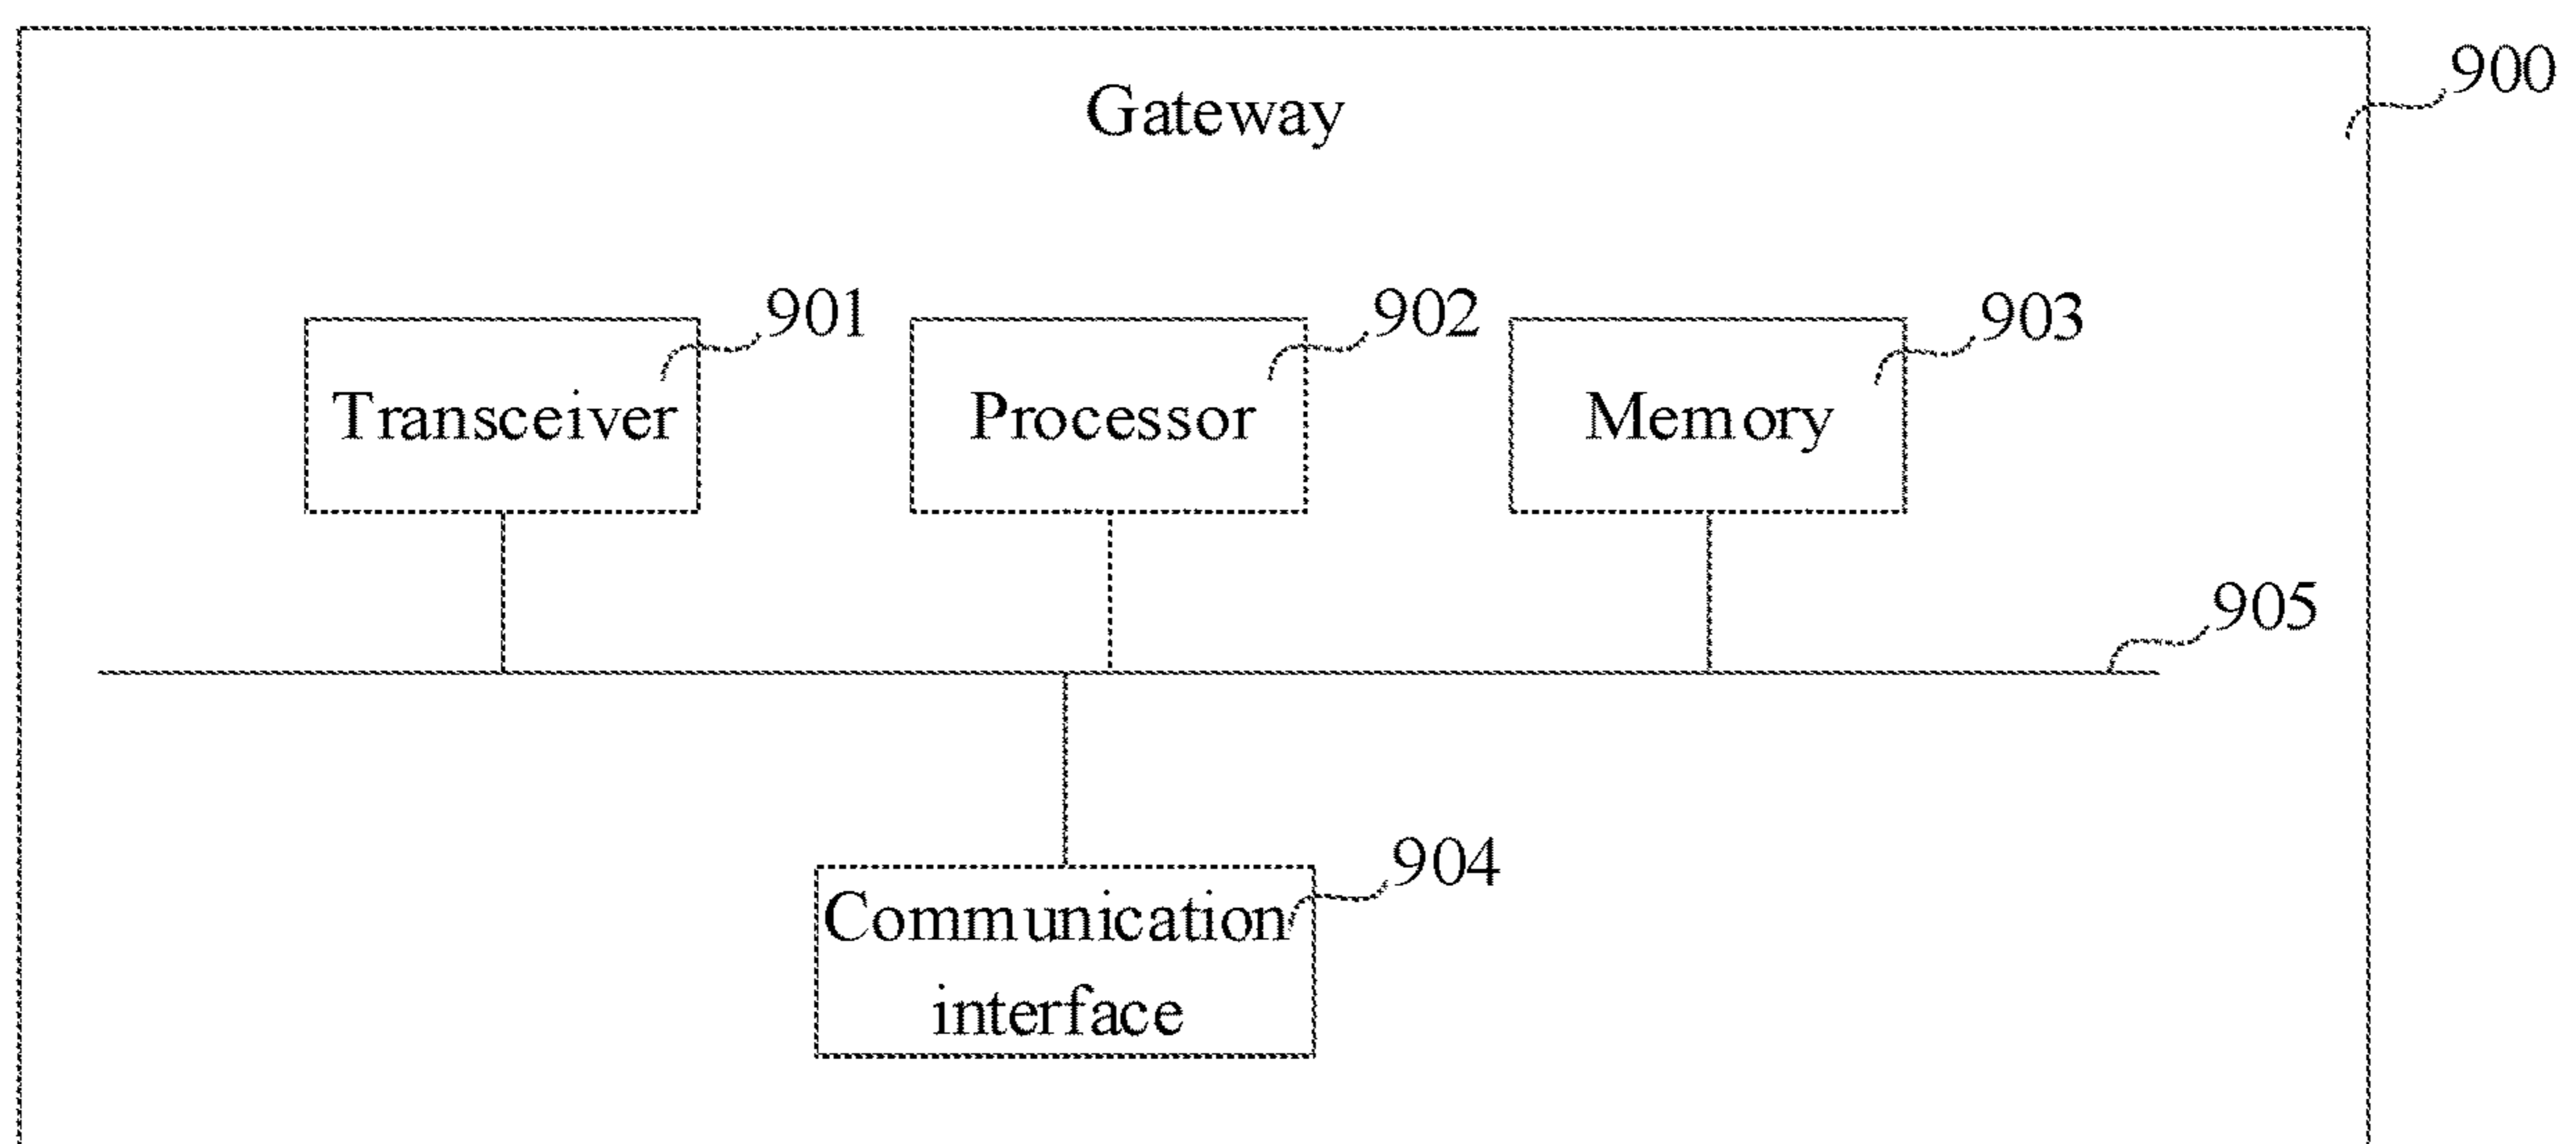 900
Gateway
901
902
903
Transceiver
Processor
Memory
905
904
Communication
interface